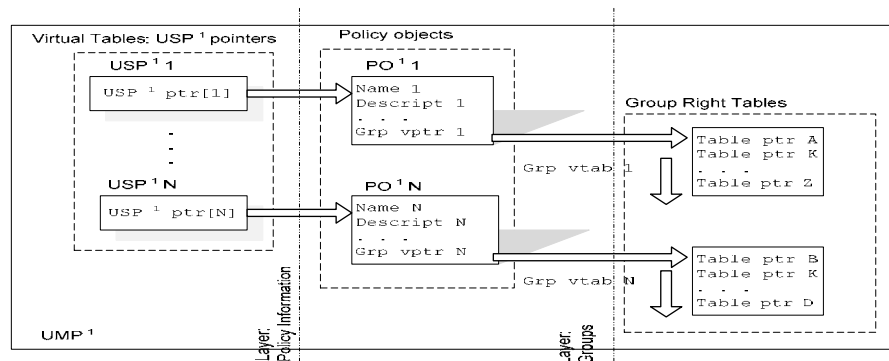 Virtual Tables: USP ¹ pointers
USP ¹ 1
USP ¹ ptr[1]
.
.
.
USP ¹ N
USP ¹ ptr[N]
UMP ¹
Layer:
Policy Information
Policy objects
PO ¹ 1
Name 1
Descript 1
. . .
Grp vptr 1
PO ¹ N
Name N
Descript N
. . .
Grp vptr N
Grp vtab 1
Grp vtab N
Layer:
Groups
Group Right Tables
Table ptr A
Table ptr K
. . .
Table ptr Z
Table ptr B
Table ptr K
. . .
Table ptr D